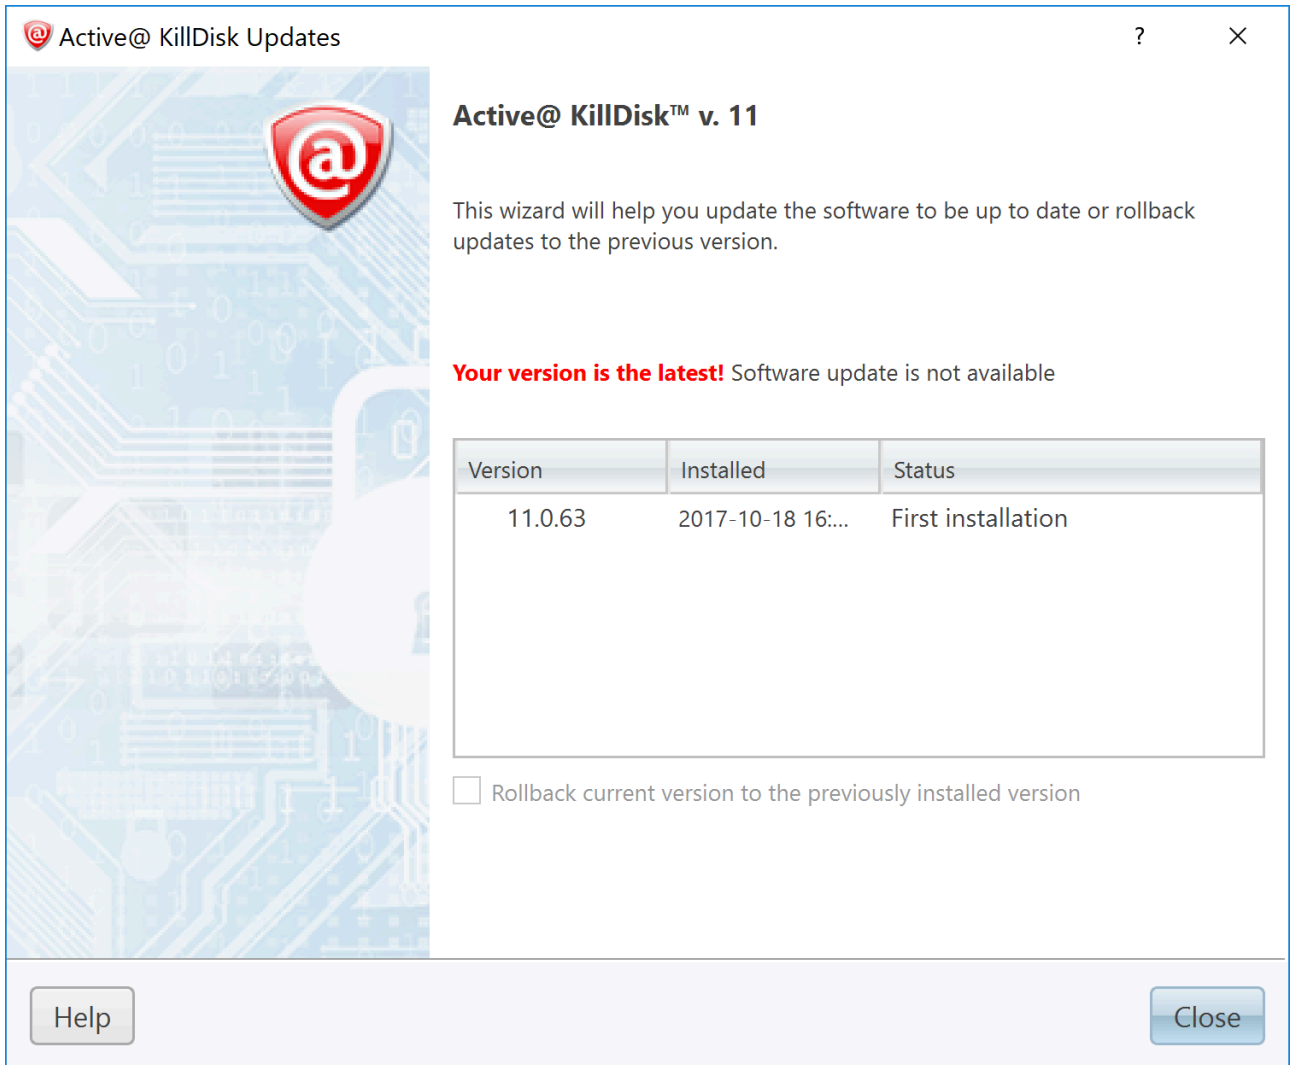 Active@ KillDisk Updates
?
Active@ KillDisk™ v. 11
This wizard will help you update the software to be up to date or rollback
updates to the previous version.
Your version is the latest! Software update is not available
Version Installed Status
11.0.63 2017-10-18 16:... First installation
Rollback current version to the previously installed version
Help Close